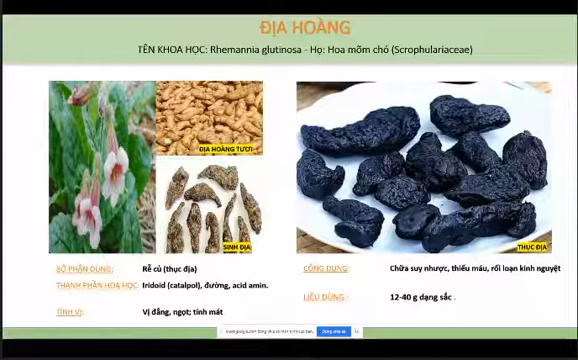 ĐỊA HOÀNG
TÊN KHOA HỌC: Rhemannia glutinosa - Họ: Hoa mõm chó (Scrophulariaceae)
ĐỊA HOÀNG TƯƠI
SINH ĐỊA
THỤC ĐỊA
BỘ PHẬN DÙNG: Rễ củ (thục địa)
THÀNH PHẦN HOÁ HỌC: Iridoid (catalpol), đường, acid amin.
TÍNH VỊ: Vị đắng, ngọt; tính mát
CÔNG DỤNG: Chữa suy nhược, thiếu máu, rối loạn kinh nguyệt
LIỀU DÙNG : 12-40 g dạng sắc .